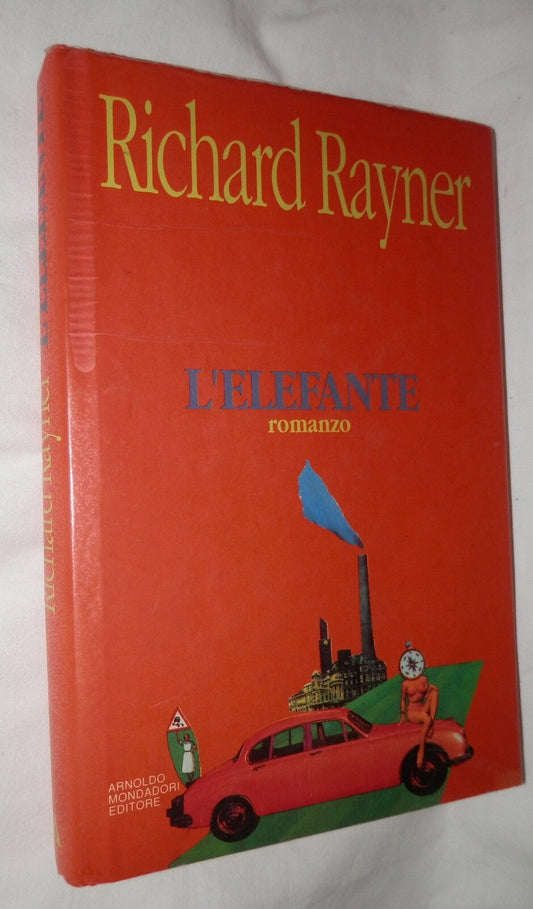 Richard Rayner
L'ELEFANTE
romanzo
ARNOLDO
MONDADORI
EDITORE
Richard Rayner L'ELEFANTE